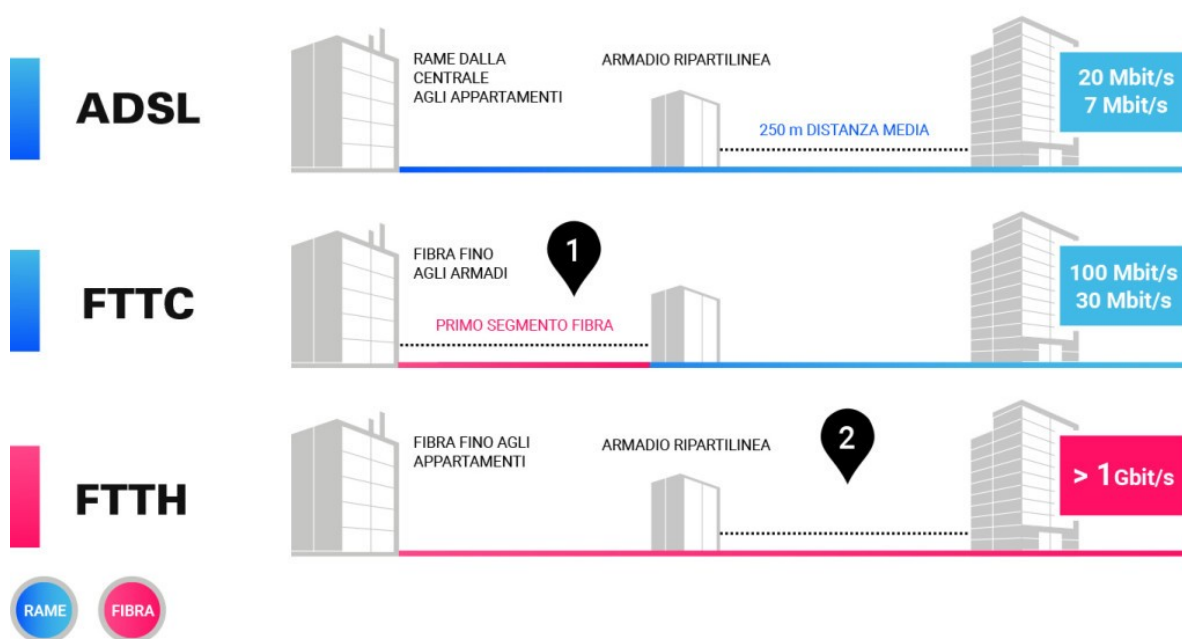 ADSL
RAME DALLA
CENTRALE
AGLI APPARTAMENTI
ARMADIO RIPARTILINEA
250 m DISTANZA MEDIA
20 Mbit/s
7 Mbit/s
FTTC
FIBRA FINO
AGLI ARMADI
1
PRIMO SEGMENTO FIBRA
100 Mbit/s
30 Mbit/s
FTTH
FIBRA FINO AGLI
APPARTAMENTI
ARMADIO RIPARTILINEA
2
> 1Gbit/s
RAME
FIBRA